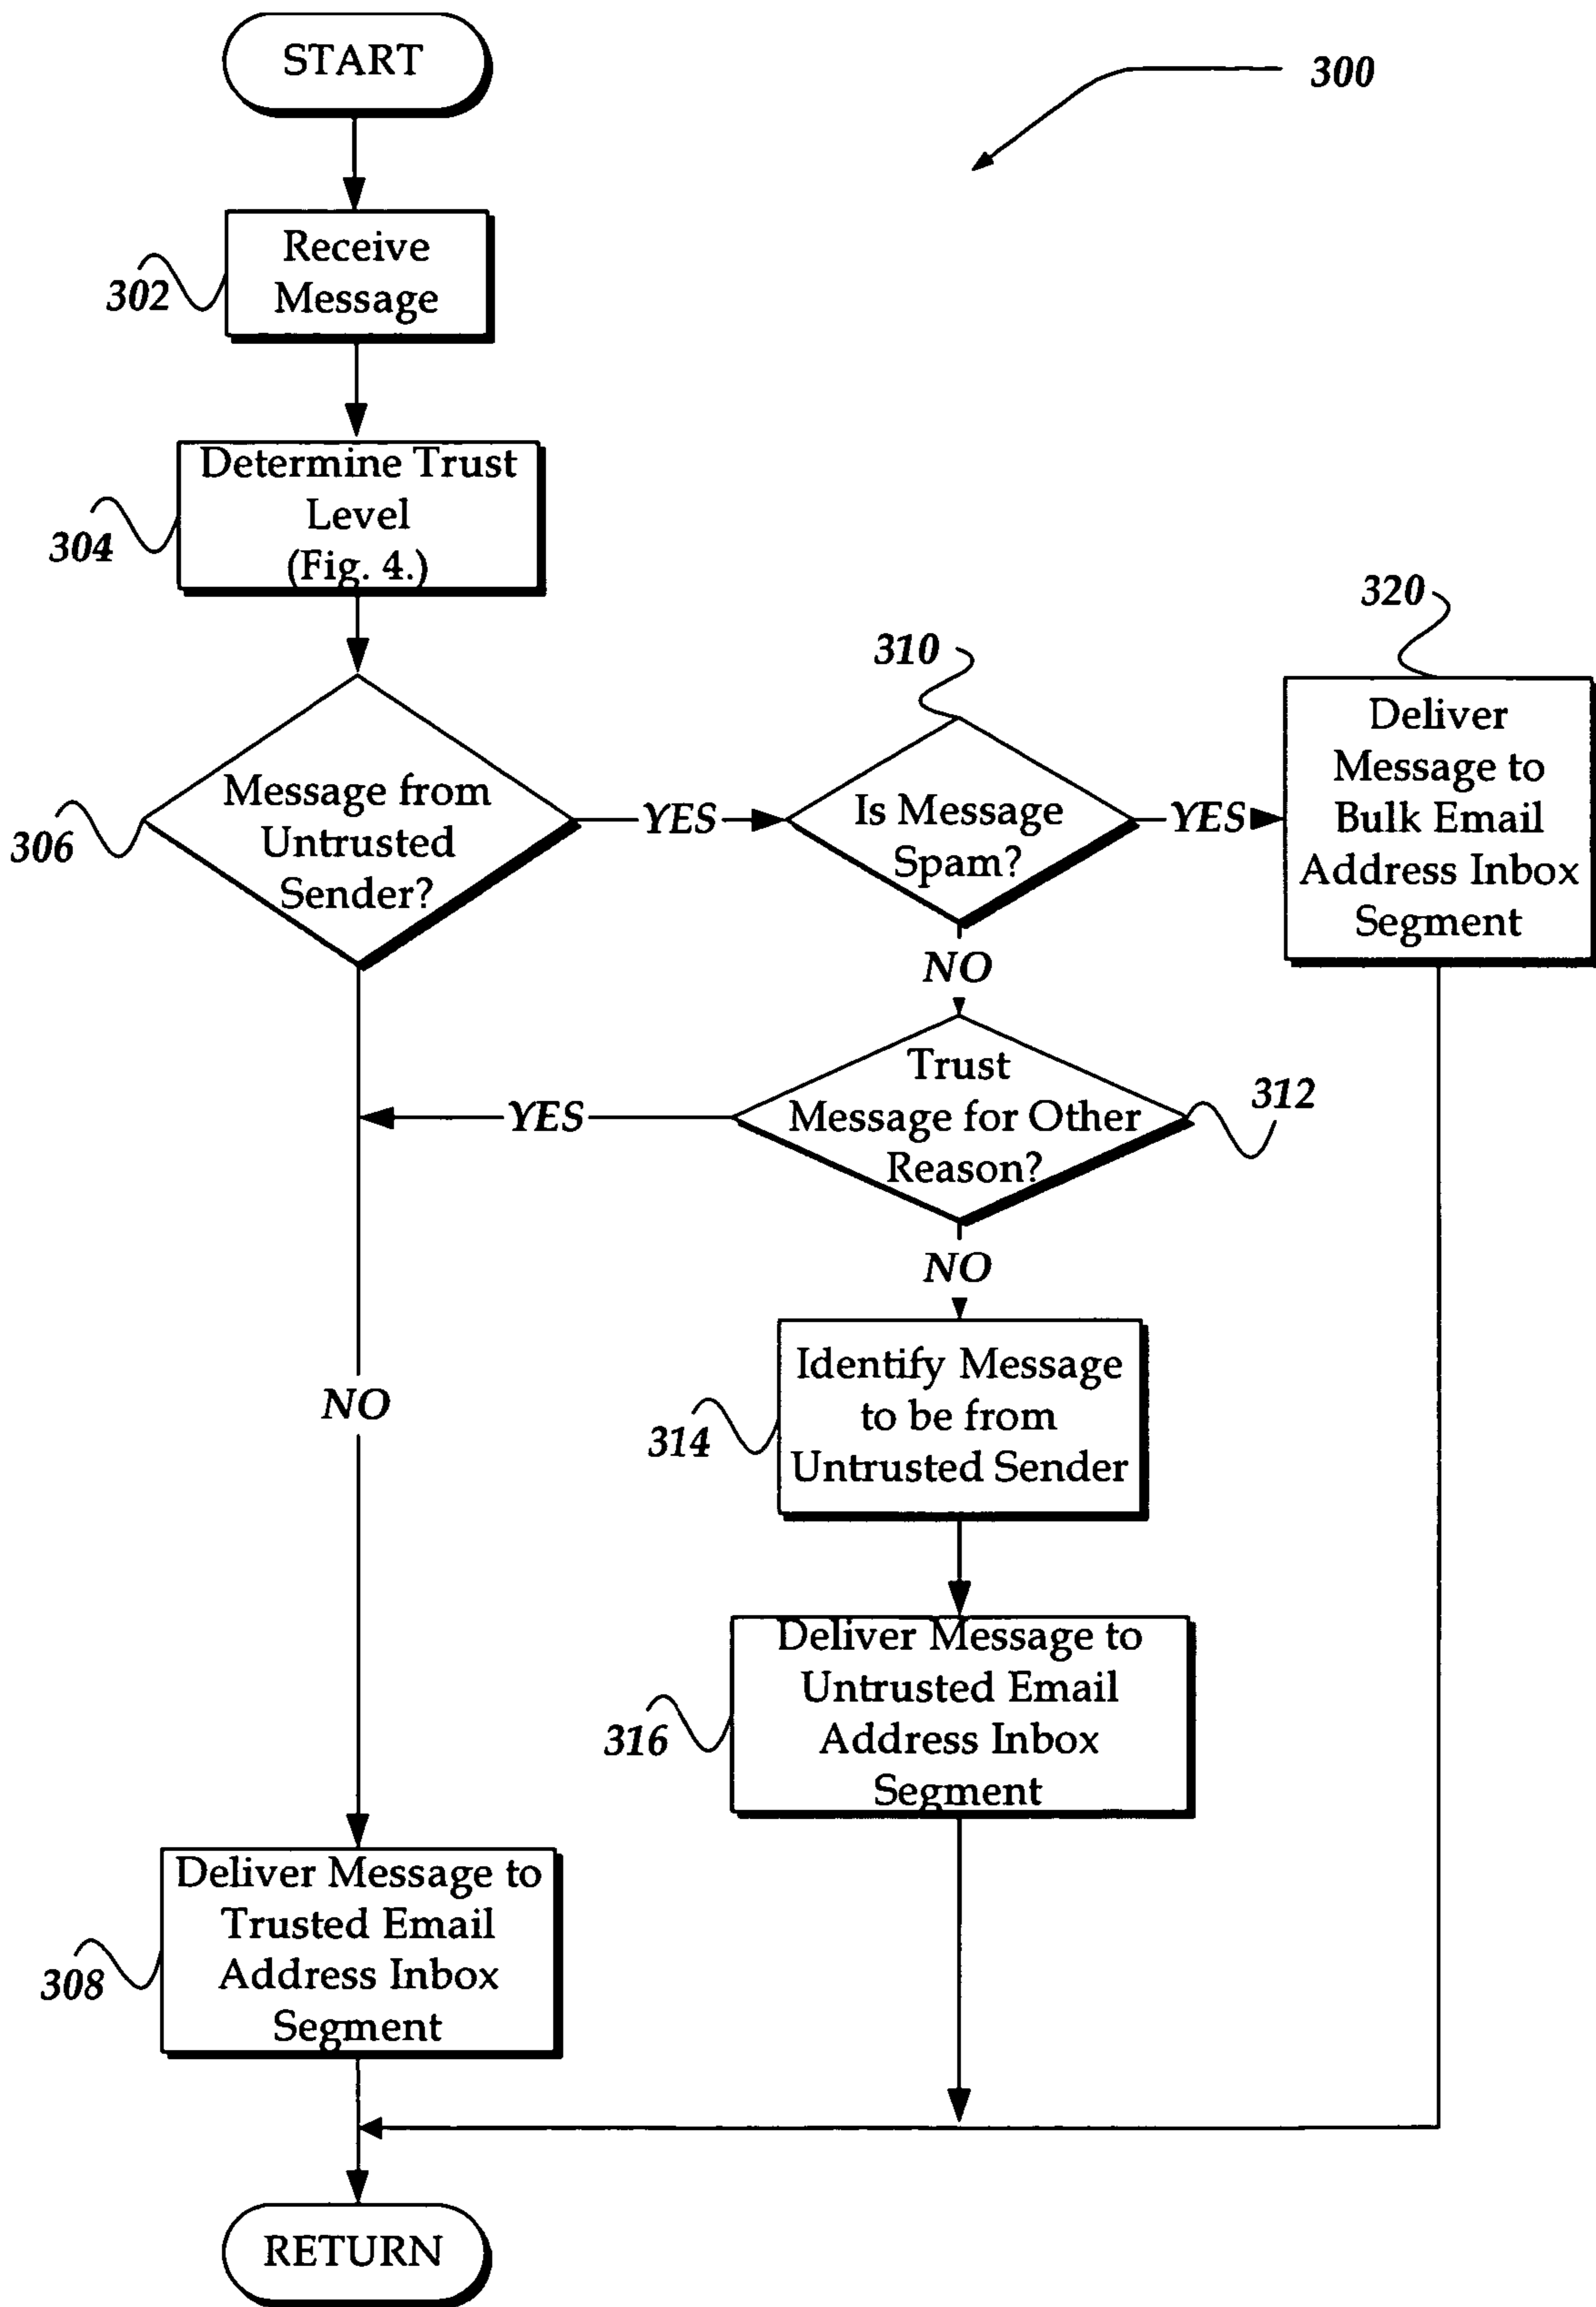 START
300
Receive
Message
302
Determine Trust
Level
(Fig. 4.)
304
320
310
Deliver
Message to
Bulk Email
Address Inbox
Segment
Message from
Untrusted
Sender?
306
YES
Is Message
Spam?
YES
NO
Trust
Message for Other
Reason?
312
YES
NO
Identify Message
to be from
Untrusted Sender
314
NO
Deliver Message to
Untrusted Email
Address Inbox
Segment
316
Deliver Message to
Trusted Email
Address Inbox
Segment
308
RETURN